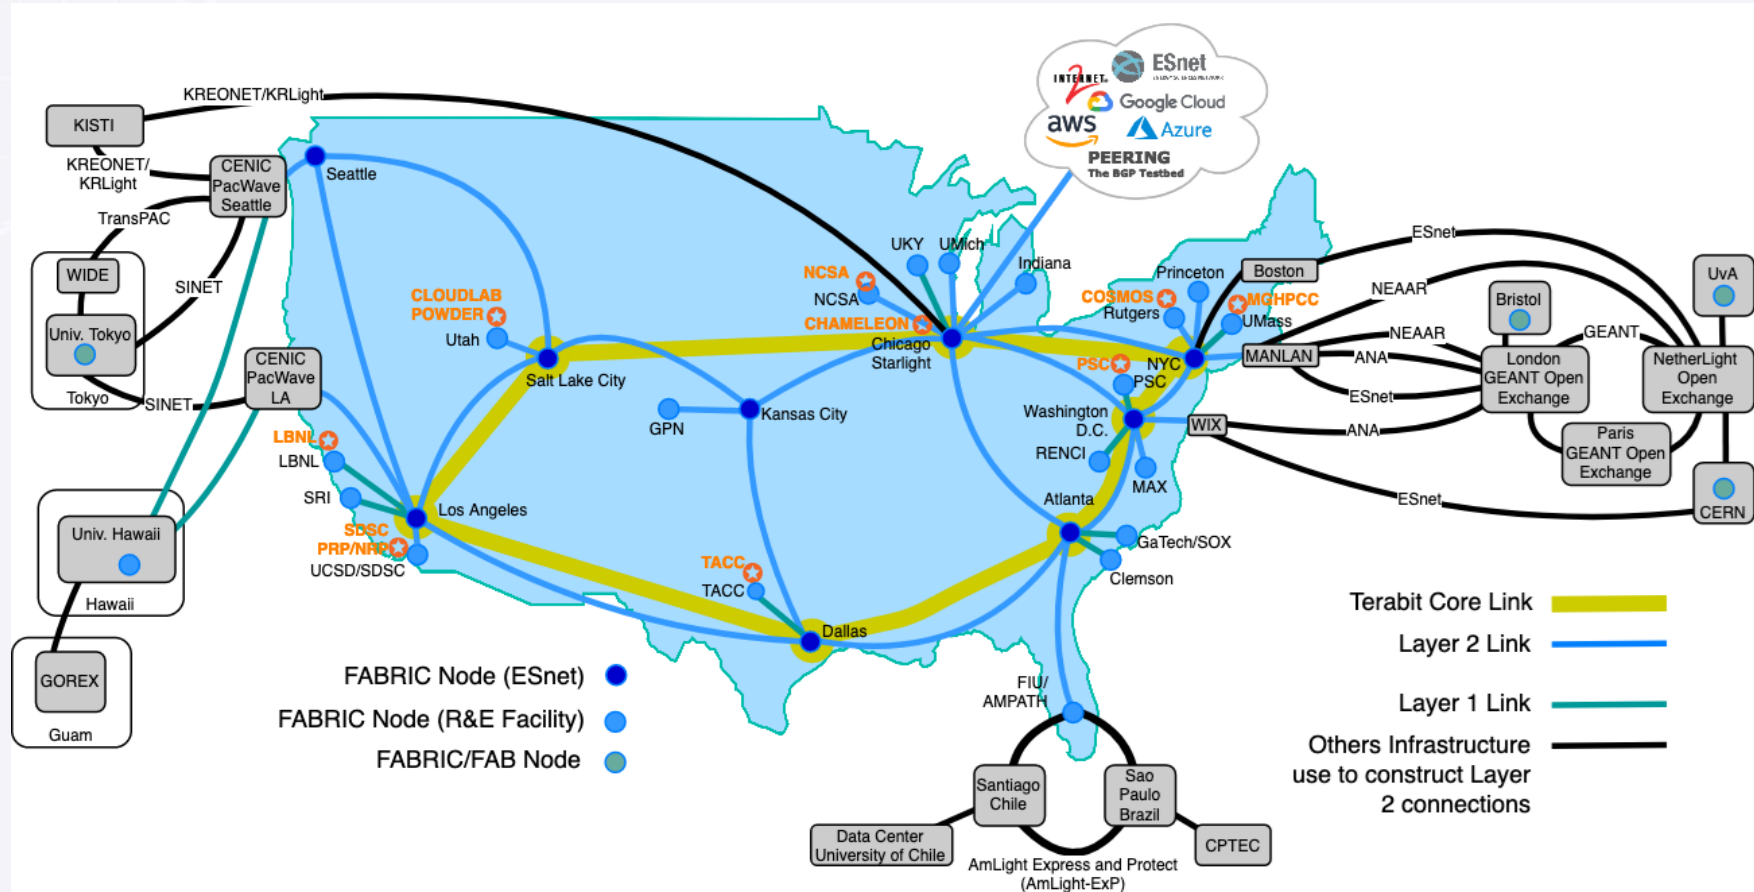 INTERNET
2
ESnet
Google Cloud
aws
Azure
PEERING
The BGP Testbed
KREONET/KRLight
KISTI
KREONET/
KRLight
CENIC
PacWave
Seattle
Seattle
TransPAC
WIDE
SINET
Univ. Tokyo
Tokyo
SINET
CENIC
PacWave
LA
CLOUDLAB
POWDER
Utah
Salt Lake City
NCSA
NCSA
UKY
UMich
Indiana
CHAMELEON
Chicago
Starlight
Princeton
COSMOS
Rutgers
MGHPCC
UMass
NYC
PSC
PSC
Boston
MANLAN
WIX
ESnet
NEAAR
NEAAR
ANA
ESnet
ANA
ESnet
Bristol
GEANT
London
GEANT Open
Exchange
UvA
NetherLight
Open
Exchange
Paris
GEANT Open
Exchange
CERN
Kansas City
GPN
Washington
D.C.
RENCI
MAX
LBNL
LBNL
SRI
Los Angeles
SDSC
PRP/NRP
UCSD/SDSC
Atlanta
GaTech/SOX
Clemson
TACC
TACC
Dallas
Univ. Hawaii
Hawaii
GOREX
Guam
FIU/
AMPATH
Santiago
Chile
Sao
Paulo
Brazil
Data Center
University of Chile
CPTEC
AmLight Express and Protect
(AmLight-ExP)
FABRIC Node (ESnet)
FABRIC Node (R&E Facility)
FABRIC/FAB Node
Terabit Core Link
Layer 2 Link
Layer 1 Link
Others Infrastructure
use to construct Layer
2 connections